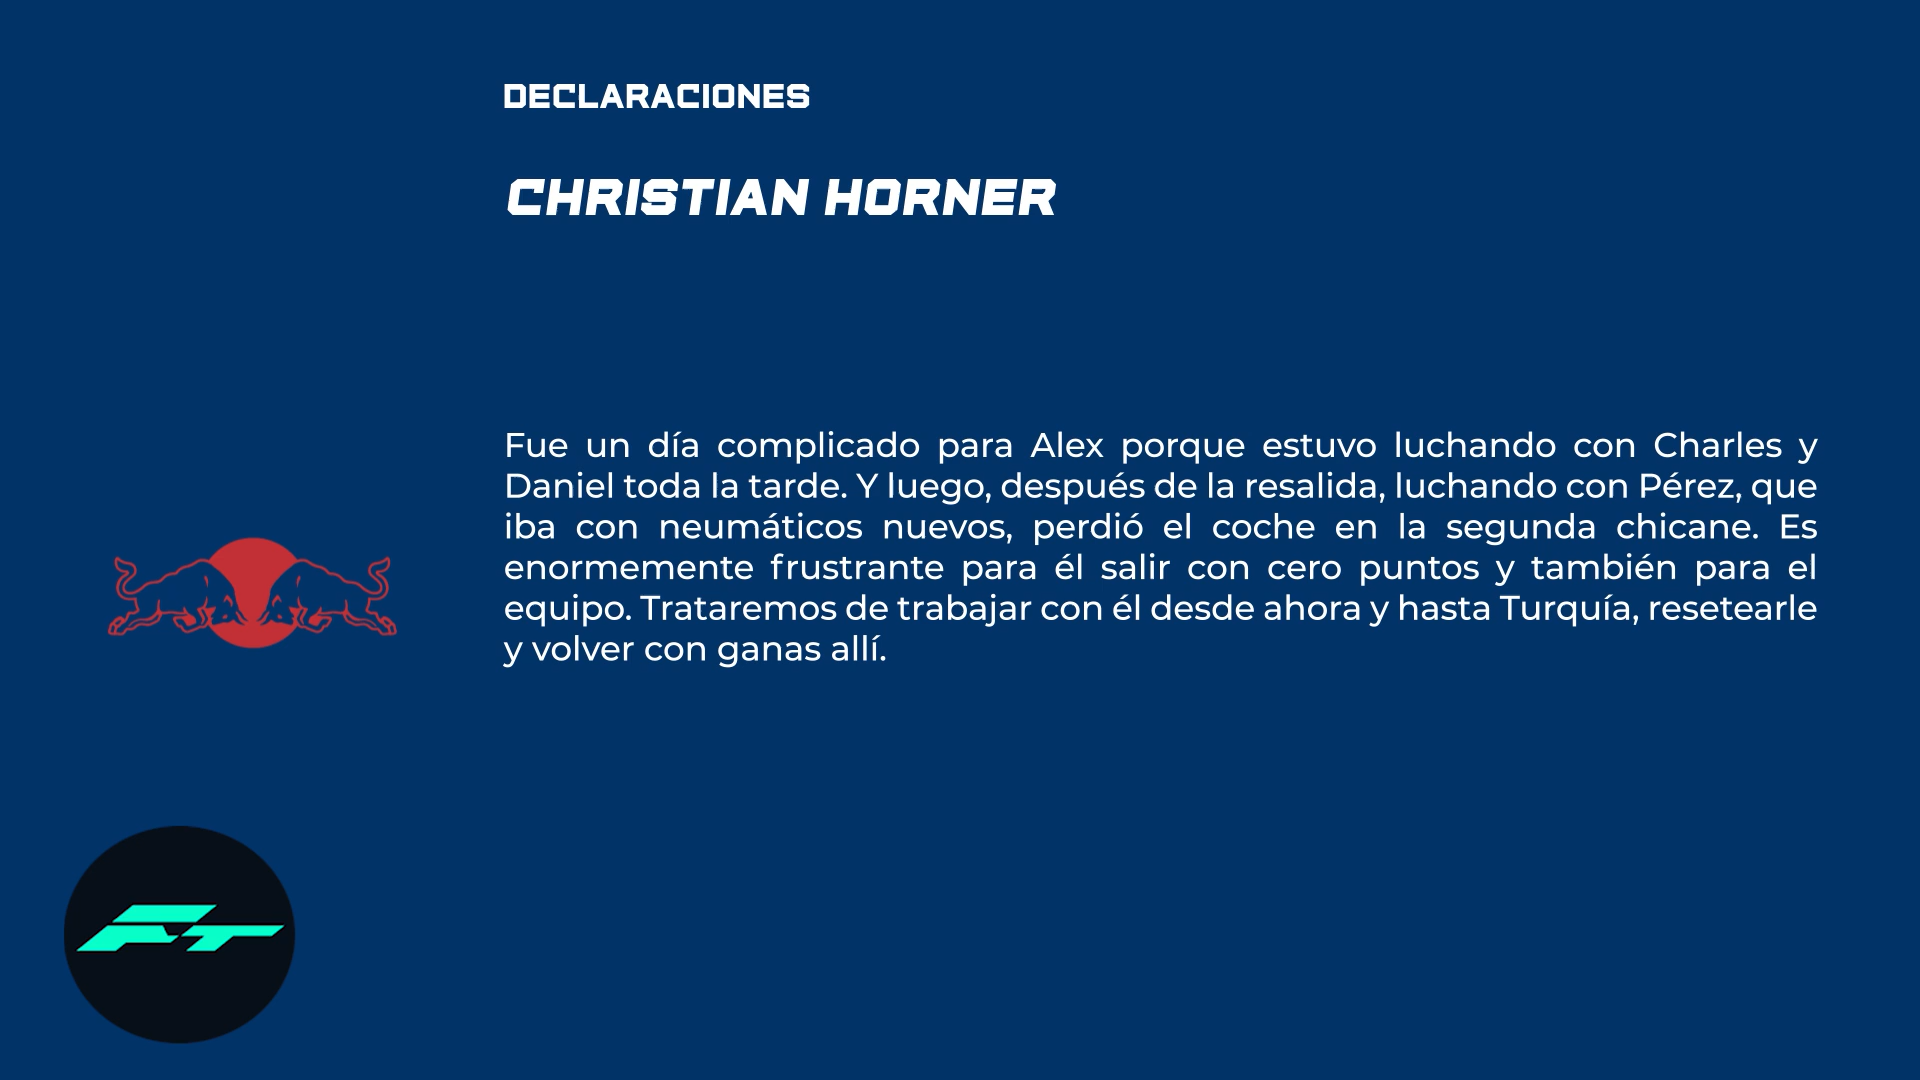 DECLARACIONES
CHRISTIAN HORNER
Fue un día complicado para Alex porque estuvo luchando con Charles y
Daniel toda la tarde. Y luego, después de la resalida, luchando con Pérez, que
iba con neumáticos nuevos, perdió el coche en la segunda chicane. Es
enormemente frustrante para él salir con cero puntos y también para el
equipo. Trataremos de trabajar con él desde ahora y hasta Turquía, resetearle
y volver con ganas allí.
FT